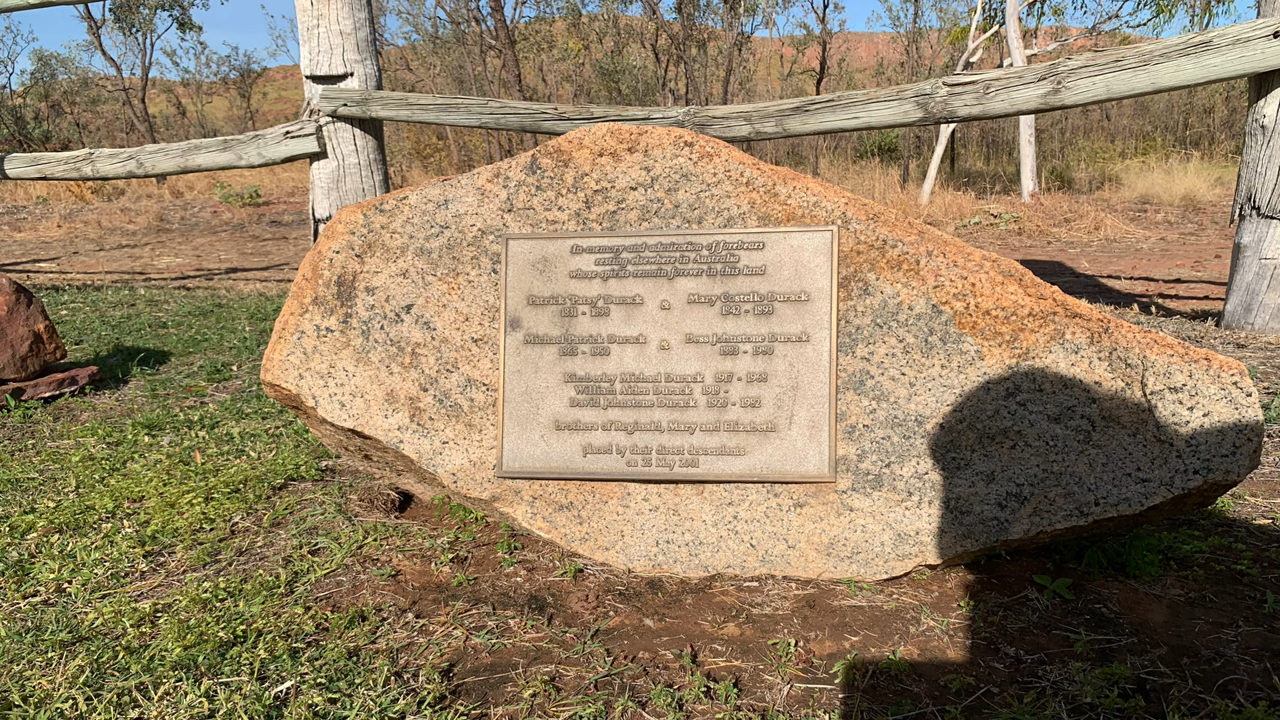 In memory and admiration of forebears
resting elsewhere in Australia
whose spirits remain forever in this land
Patrick 'Patsy' Durack & Mary Costello Durack
1831 - 1898 1842 - 1893
Michael Patrick Durack & Bess Johnstone Durack
1865 - 1950 1883 - 1980
Kimberley Michael Durack 1917 - 1968
William Aiden Durack 1918 -
David Johnstone Durack 1920 - 1982
brothers of Reginald, Mary and Elizabeth
placed by their direct descendants
on 25 May 2001